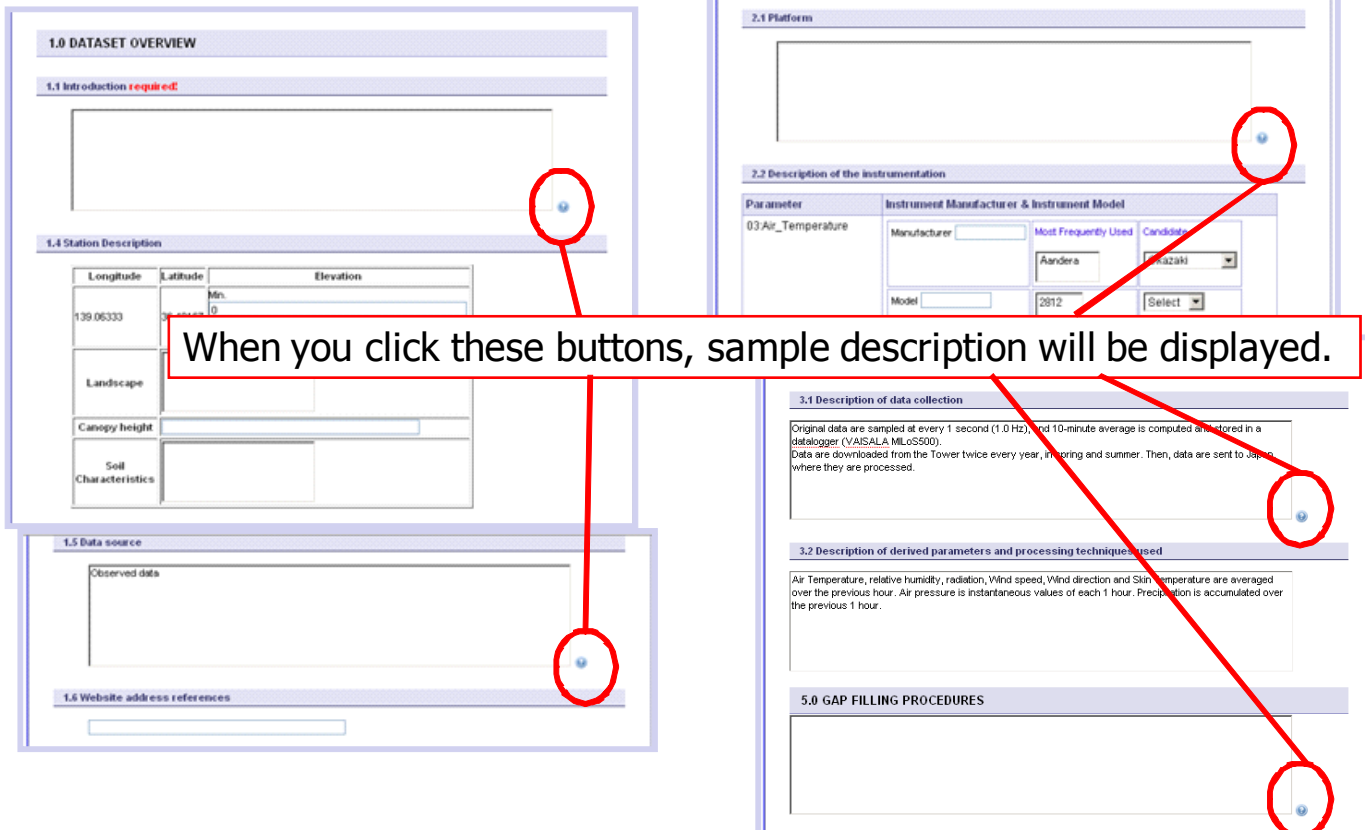 1.0 DATASET OVERVIEW
1.1 Introduction required!
1.4 Station Description
Longitude Latitude Elevation
Min.
0
139.06333
Landscape
Canopy height
Soil
Characteristics
1.5 Data source
Observed data
1.6 Website address references
2.1 Platform
2.2 Description of the instrumentation
Parameter Instrument Manufacturer & Instrument Model
03:Air_Temperature Manufacturer Most Frequently Used Candidate
Aandera
Model 2812 Select
When you click these buttons, sample description will be displayed.
3.1 Description of data collection
Original data are sampled at every 1 second (1.0 Hz), and 10-minute average is computed and stored in a
datalogger (VAISALA MILoS500).
Data are downloaded from the Tower twice every year, in spring and summer. Then, data are sent to Japan,
where they are processed.
3.2 Description of derived parameters and processing techniques used
Air Temperature, relative humidity, radiation, Wind speed, Wind direction and Skin Temperature are averaged
over the previous hour. Air pressure is instantaneous values of each 1 hour. Precipitation is accumulated over
the previous 1 hour.
5.0 GAP FILLING PROCEDURES